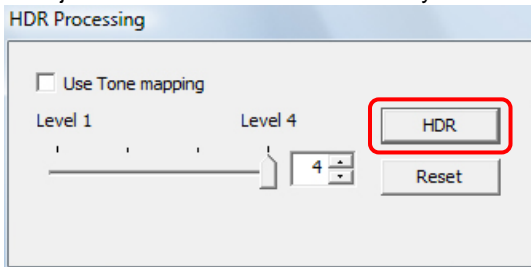 HDR Processing
Use Tone mapping
Level 1 Level 4 HDR
4
Reset